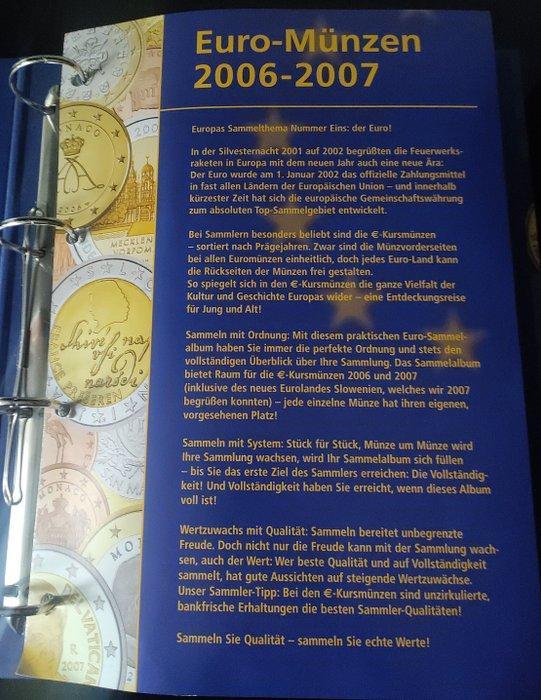 Euro-Münzen
2006-2007
Europas Sammelthema Nummer Eins: der Euro!
In der Silvesternacht 2001 auf 2002 begrüßten die Feuerwerks-
raketen in Europa mit dem neuen Jahr auch eine neue Ära:
Der Euro wurde am 1. Januar 2002 das offizielle Zahlungsmittel
in fast allen Ländern der Europäischen Union – und innerhalb
kürzester Zeit hat sich die europäische Gemeinschaftswährung
zum absoluten Top-Sammelgebiet entwickelt.
Bei Sammlern besonders beliebt sind die €-Kursmünzen
– sortiert nach Prägejahren. Zwar sind die Münzvorderseiten
bei allen Euromünzen einheitlich, doch jedes Euro-Land kann
die Rückseiten der Münzen frei gestalten.
So spiegelt sich in den €-Kursmünzen die ganze Vielfalt der
Kultur und Geschichte Europas wider – eine Entdeckungsreise
für Jung und Alt!
Sammeln mit Ordnung: Mit diesem praktischen Euro-Sammel-
album haben Sie immer die perfekte Ordnung und stets den
vollständigen Überblick über Ihre Sammlung. Das Sammelalbum
bietet Raum für die €-Kursmünzen 2006 und 2007
(inklusive des neuen Eurolandes Slowenien, welches wir 2007
begrüßen konnten) – jede einzelne Münze hat ihren eigenen,
vorgesehenen Platz!
Sammeln mit System: Stück für Stück, Münze um Münze wird
Ihre Sammlung wachsen, wird Ihr Sammelalbum sich füllen
– bis Sie das erste Ziel des Sammlers erreichen: Die Vollständig-
keit! Und Vollständigkeit haben Sie erreicht, wenn dieses Album
voll ist!
Wertzuwachs mit Qualität: Sammeln bereitet unbegrenzte
Freude. Doch nicht nur die Freude kann mit der Sammlung wach-
sen, auch der Wert: Wer beste Qualität und auf Vollständigkeit
sammelt, hat gute Aussichten auf steigende Wertzuwächse.
Unser Sammler-Tipp: Bei den €-Kursmünzen sind unzirkulierte,
bankfrische Erhaltungen die besten Sammler-Qualitäten!
Sammeln Sie Qualität – sammeln Sie echte Werte!
MONACO
2006
MECKLEN
VORPOM
MONACO
HELVETICA
R
2007